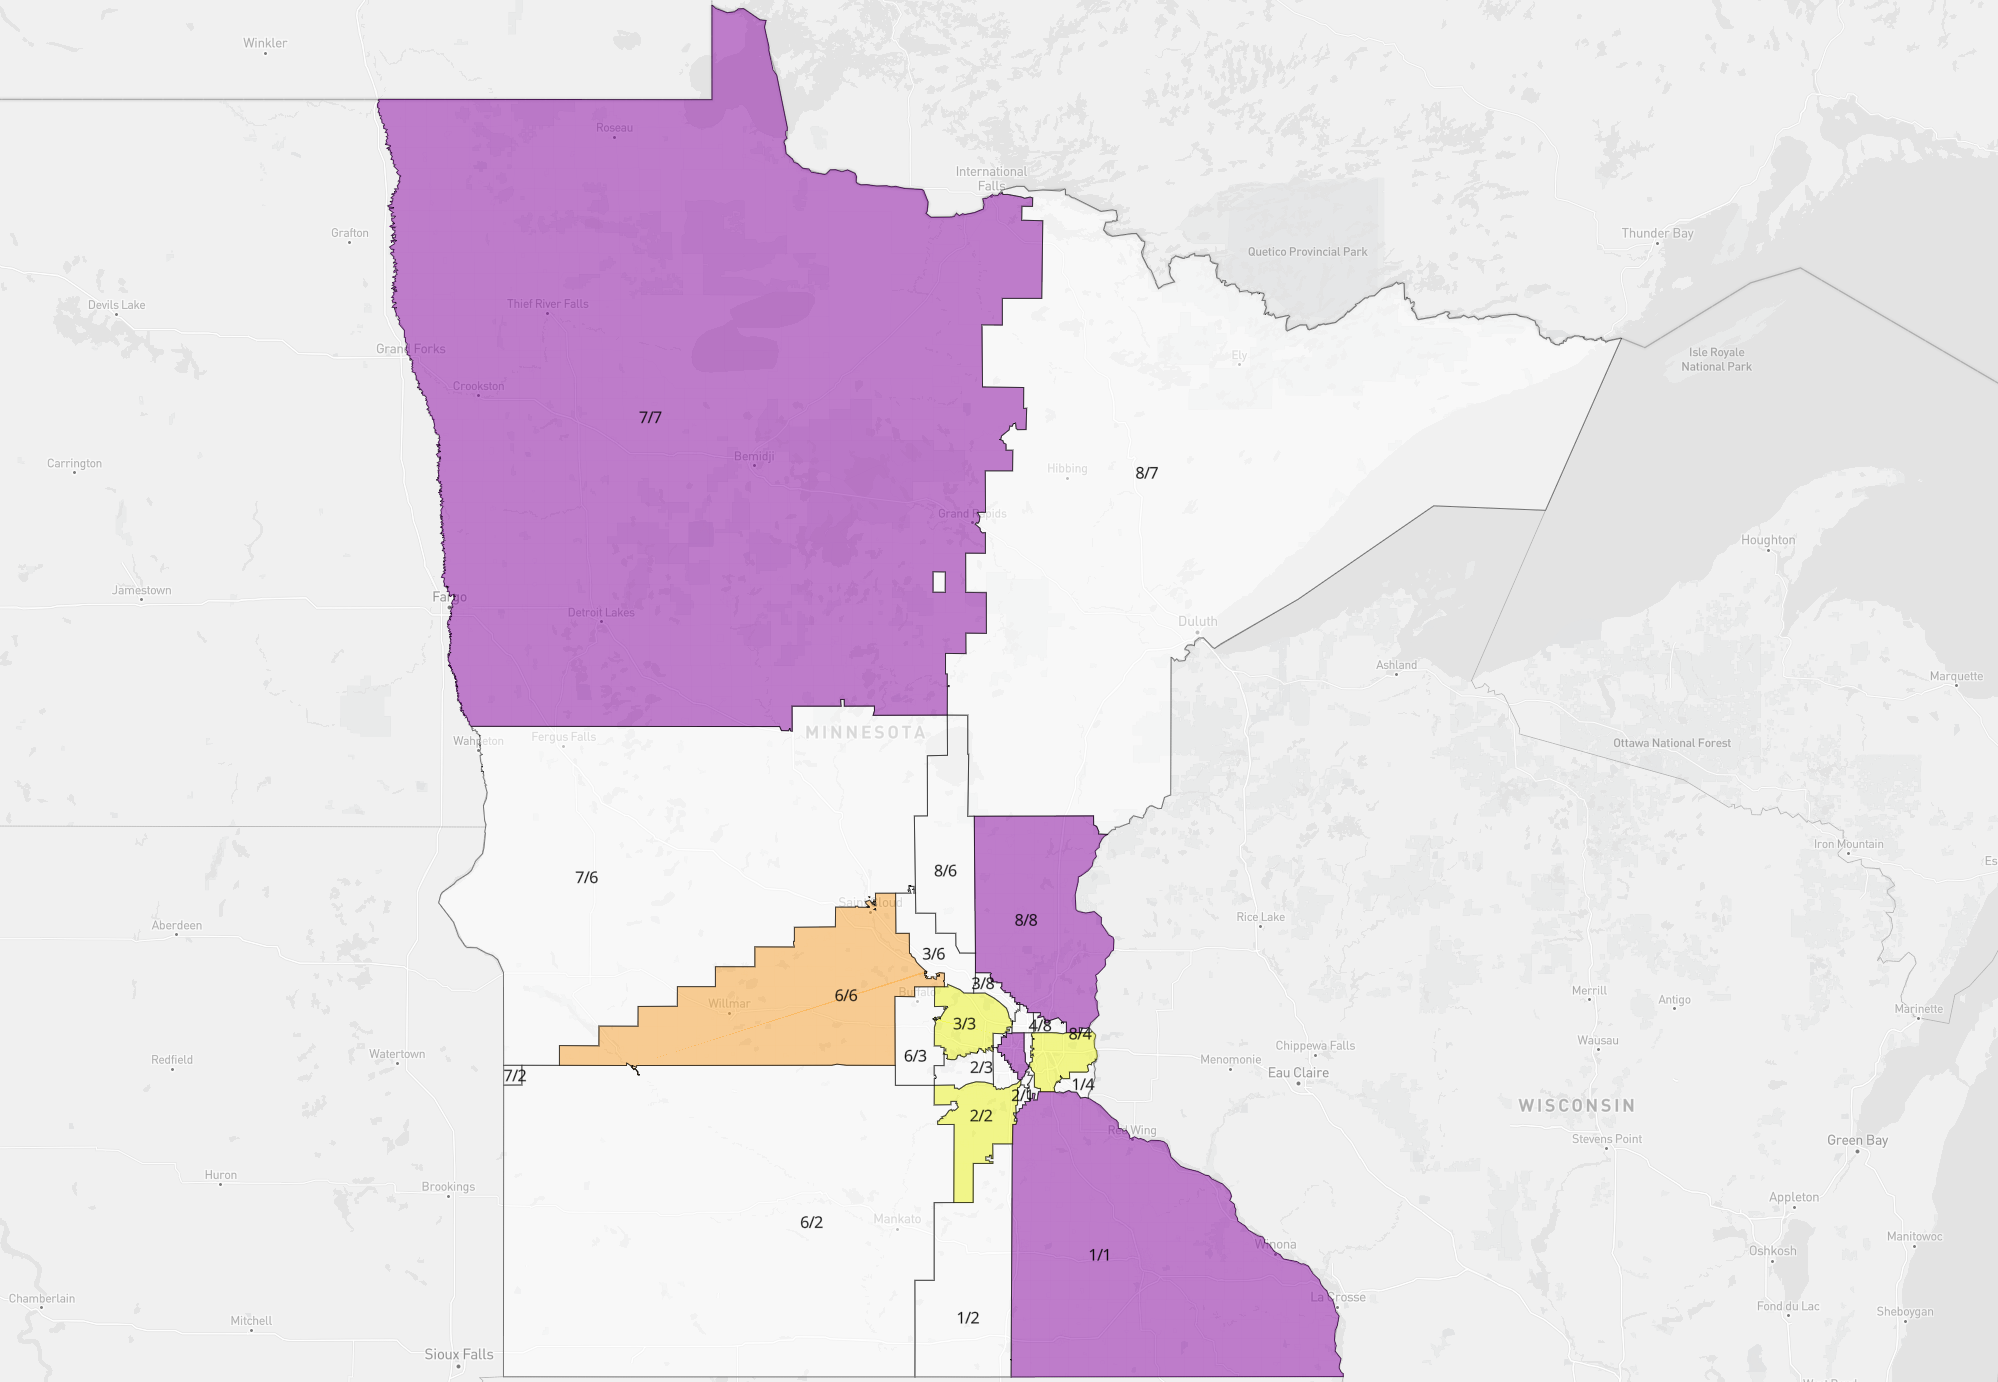 Winkler
Roseau
International
Falls
Thunder Bay
Grafton
Quetico Provincial Park
Devils Lake
Thief River Falls
Grand Forks
Isle Royale
National Park
Ely
Crookston
7/7
Bemidji
Carrington
Hibbing
8/7
Grand Rapids
Houghton
Jamestown
Fargo
Detroit Lakes
Duluth
Ashland
Marquette
MINNESOTA
Wahpeton
Fergus Falls
Ottawa National Forest
Iron Mountain
Es
7/6
8/6
Saint Cloud
Rice Lake
8/8
Aberdeen
3/6
3/8
6/6
Willmar
Merrill
Antigo
Marinette
3/3
4/8
8/4
Wausau
Chippewa Falls
Redfield
Watertown
6/3
Menomonie
Eau Claire
2/3
7/2
1/4
2/1
WISCONSIN
2/2
Red Wing
Stevens Point
Green Bay
Huron
Brookings
Appleton
6/2
Mankato
Manitowoc
Winona
Oshkosh
1/1
Chamberlain
La Crosse
Fond du Lac
Sheboygan
Mitchell
1/2
Sioux Falls